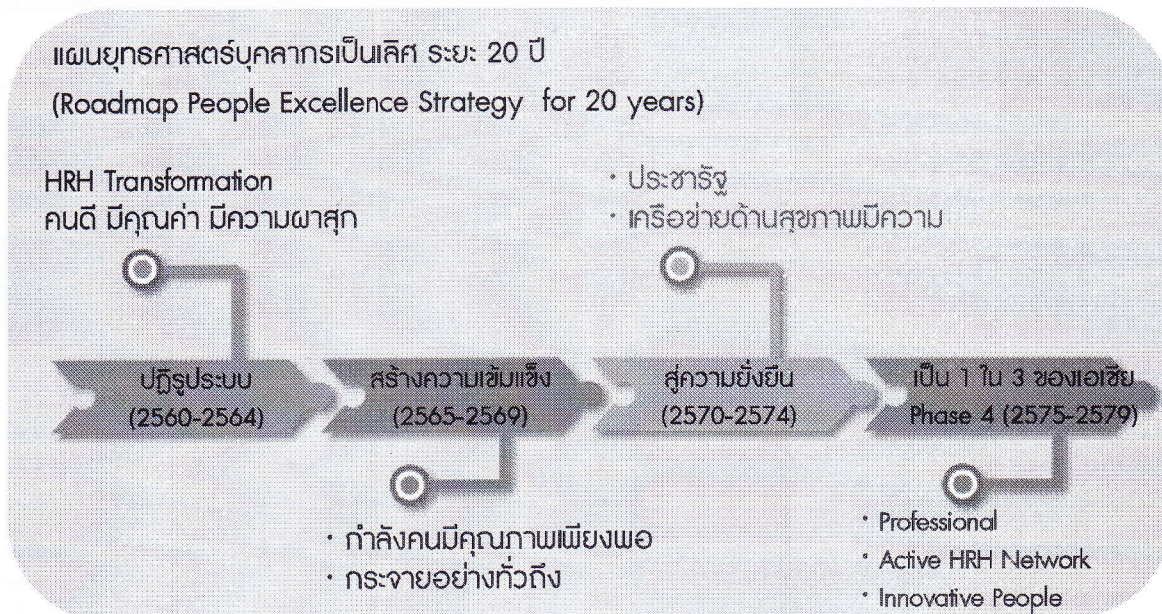 แผนยุทธศาสตร์บุคลากรเป็นเลิศ ระยะ 20 ปี
(Roadmap People Excellence Strategy for 20 years)
HRH Transformation
คนดี มีคุณค่า มีความผาสุก
· ประชารัฐ
· เครือข่ายด้านสุขภาพมีความ
ปฏิรูประบบ
(2560-2564)
สร้างความเข้มแข็ง
(2565-2569)
สู่ความยั่งยืน
(2570-2574)
เป็น 1 ใน 3 ของเอเชีย
Phase 4 (2575-2579)
· กำลังคนมีคุณภาพเพียงพอ
· กระจายอย่างทั่วถึง
· Professional
· Active HRH Network
· Innovative People